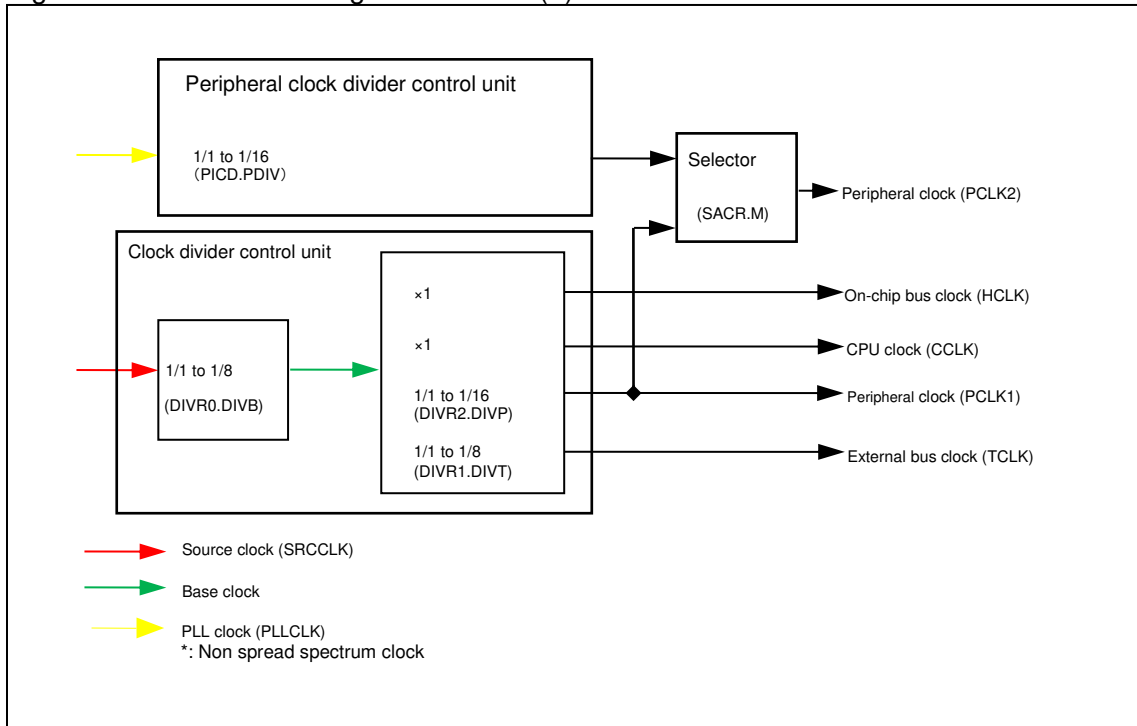 Peripheral clock divider control unit
1/1 to 1/16
（PICD.PDIV）
Selector
(SACR.M)
Peripheral clock (PCLK2)
Clock divider control unit
×1
On-chip bus clock (HCLK)
×1
CPU clock (CCLK)
1/1 to 1/8
(DIVR0.DIVB)
1/1 to 1/16
(DIVR2.DIVP)
Peripheral clock (PCLK1)
1/1 to 1/8
(DIVR1.DIVT)
External bus clock (TCLK)
Source clock (SRCCLK)
Base clock
PLL clock (PLLCLK)
*: Non spread spectrum clock